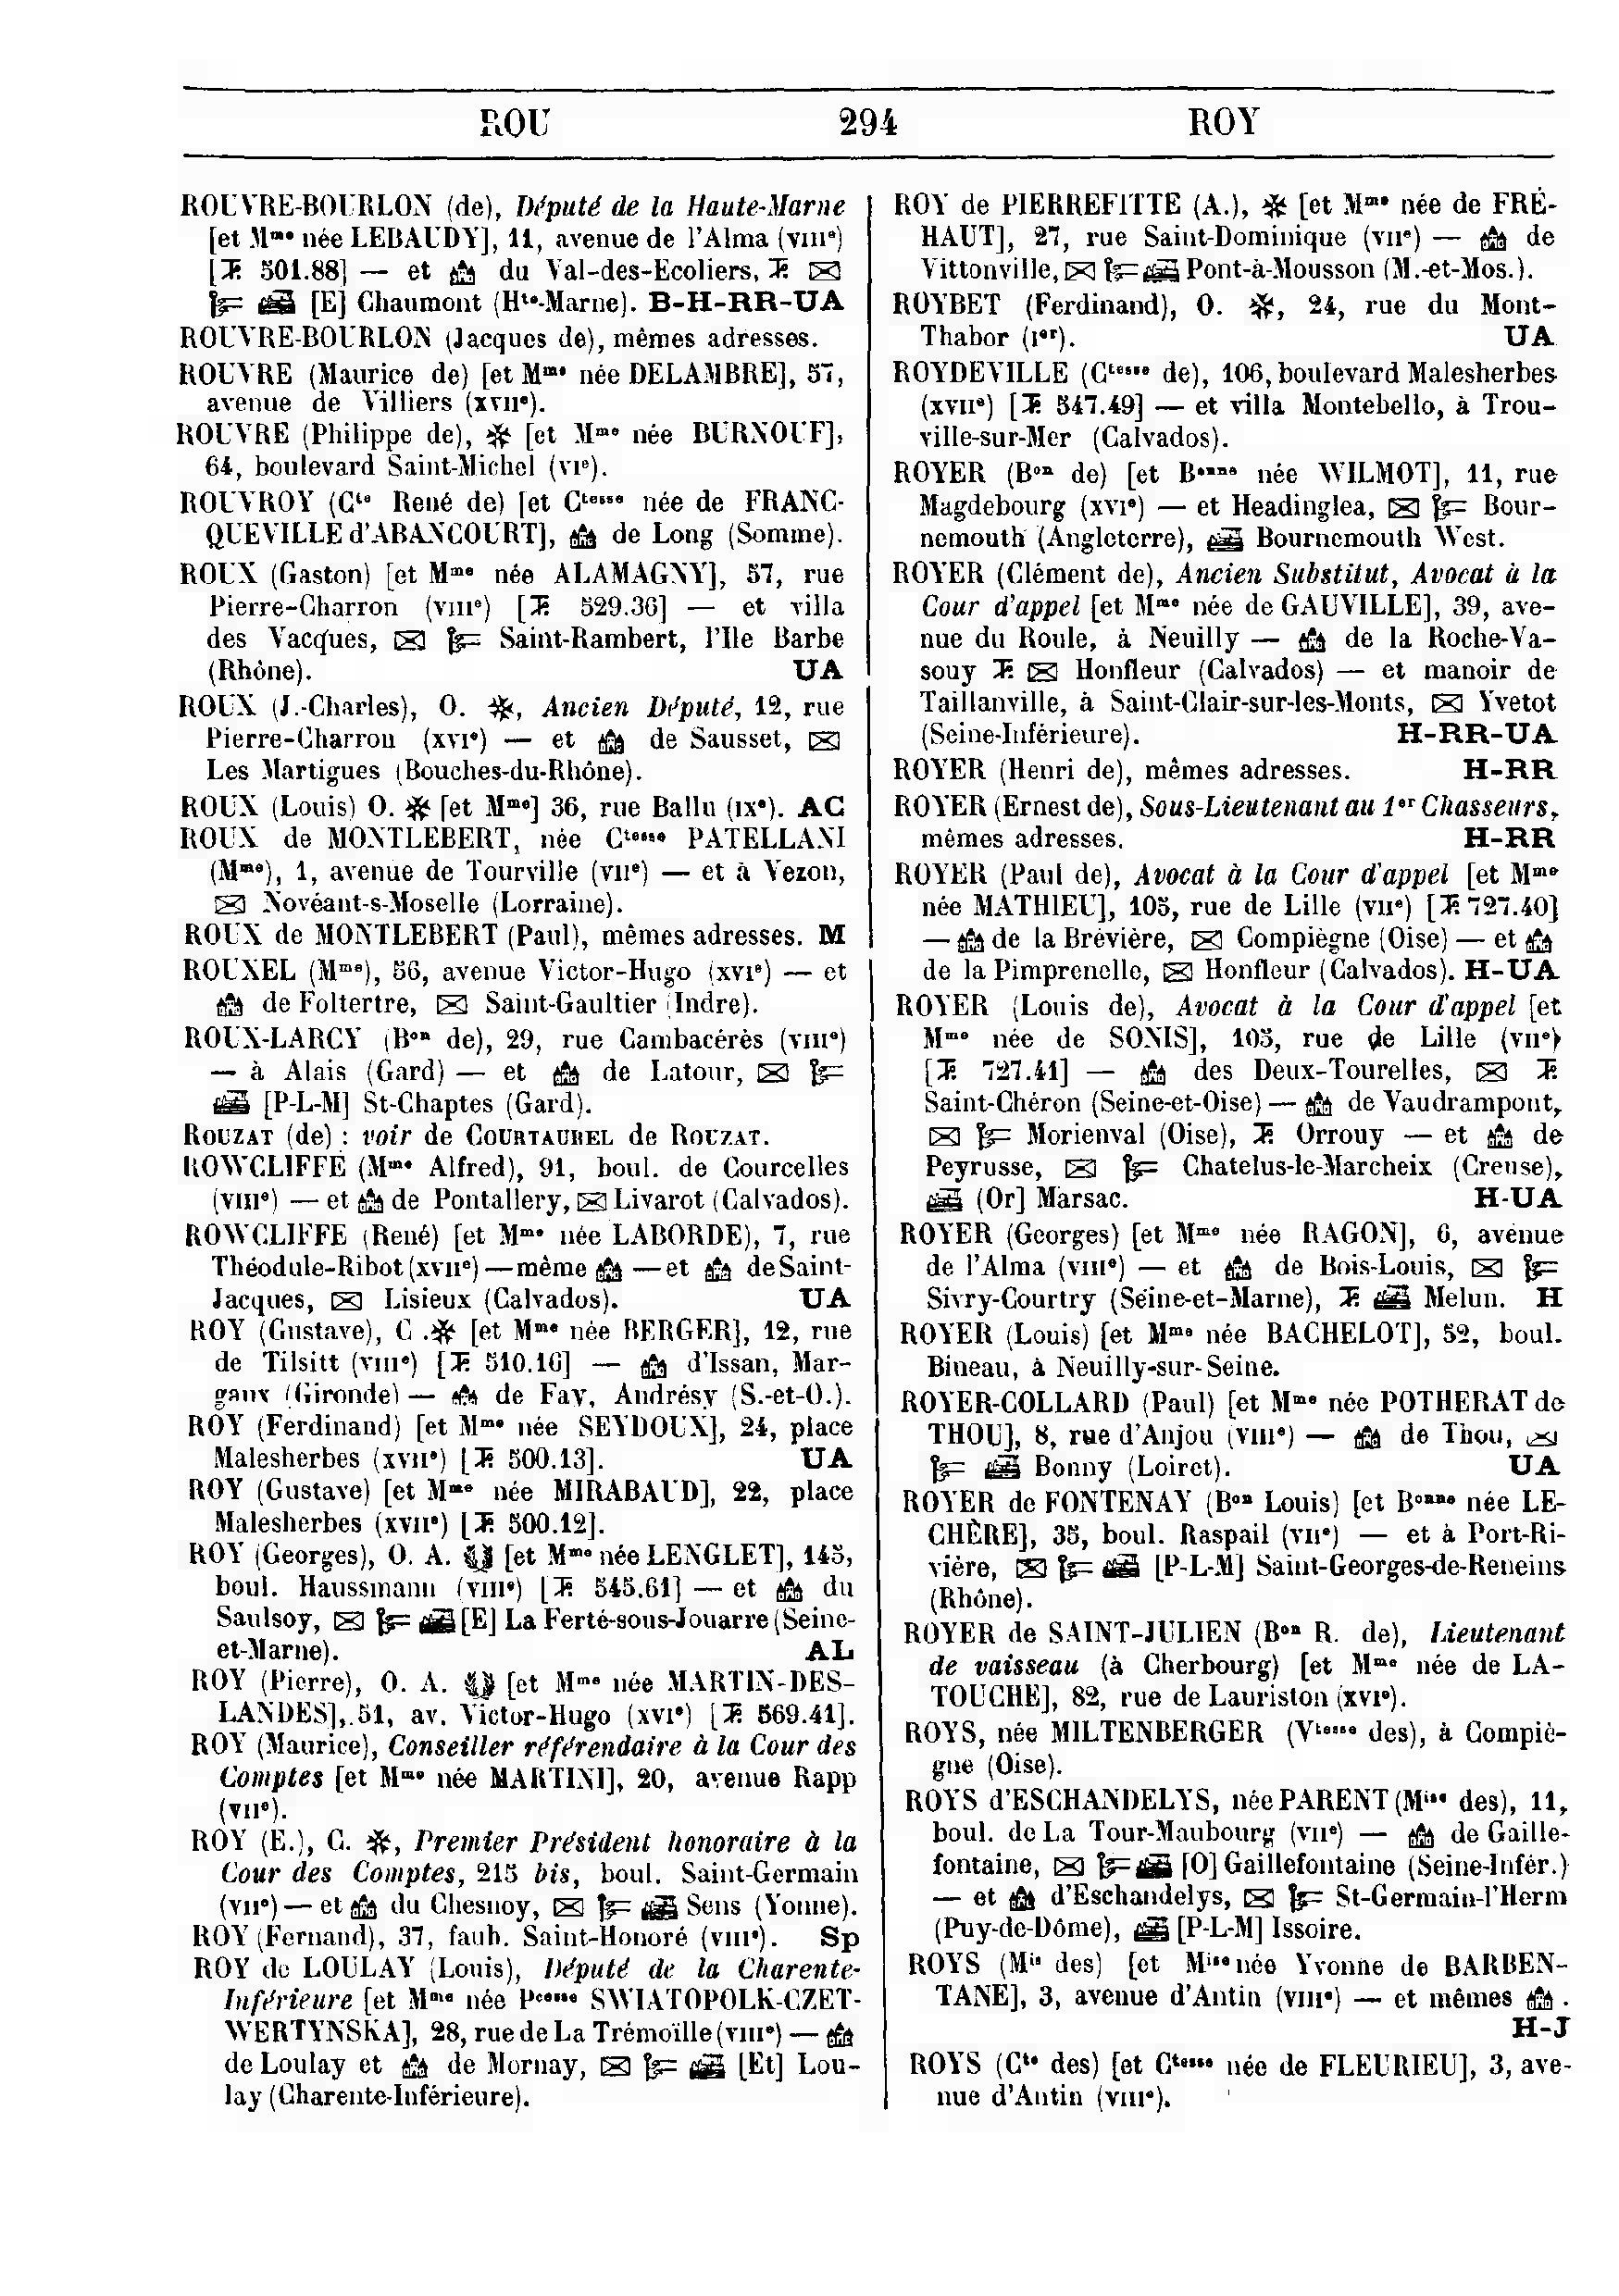 ROU 294 ROY
ROUVRE-BOURLON (de), Député de la Haute-Marne
[et Mme née LEBAUDY], 11, avenue de l'Alma (VIIIe)
[T. 501.88] — et du Val-des-Ecoliers, T.
[E] Chaumont (Hte-Marne). B-H-RR-UA
ROUVRE-BOURLON (Jacques de), mêmes adresses.
ROUVRE (Maurice de) [et Mme née DELAMBRE], 57,
avenue de Villiers (XVIIe).
ROUVRE (Philippe de), ✻ [et Mme née BURNOUF],
64, boulevard Saint-Michel (VIe).
ROUVROY (Cte René de) [et Ctesse née de FRANC-
QUEVILLE d'ABANCOURT], de Long (Somme).
ROUX (Gaston) [et Mme née ALAMAGNY], 57, rue
Pierre-Charron (VIIIe) [T. 529.36] — et villa
des Vacques, Saint-Rambert, l'Ile Barbe
(Rhône). UA
ROUX (J.-Charles), O. ✻, Ancien Député, 12, rue
Pierre-Charron (XVIe) — et de Sausset,
Les Martigues (Bouches-du-Rhône).
ROUX (Louis) O. ✻ [et Mme] 36, rue Ballu (IXe). AC
ROUX de MONTLEBERT, née Ctesse PATELLANI
(Mme), 1, avenue de Tourville (VIIe) — et à Vezon,
Novéant-s-Moselle (Lorraine).
ROUX de MONTLEBERT (Paul), mêmes adresses. M
ROUXEL (Mme), 56, avenue Victor-Hugo (XVIe) — et
de Foltertre, Saint-Gaultier (Indre).
ROUX-LARCY (Bon de), 29, rue Cambacérès (VIIIe)
— à Alais (Gard) — et de Latour,
[P-L-M] St-Chaptes (Gard).
ROUZAT (de) : voir de COURTAUREL de ROUZAT.
ROWCLIFFE (Mme Alfred), 91, boul. de Courcelles
(VIIIe) — et de Pontallery, Livarot (Calvados).
ROWCLIFFE (René) [et Mme née LABORDE), 7, rue
Théodule-Ribot (XVIIe) — même — et de Saint-
Jacques, Lisieux (Calvados). UA
ROY (Gustave), C .✻ [et Mme née BERGER], 12, rue
de Tilsitt (VIIIe) [T. 510.16] — d'Issan, Mar-
gaux (Gironde) — de Fay, Andrésy (S.-et-O.).
ROY (Ferdinand) [et Mme née SEYDOUX], 24, place
Malesherbes (XVIIe) [T. 500.13]. UA
ROY (Gustave) [et Mme née MIRABAUD], 22, place
Malesherbes (XVIIe) [T. 500.12].
ROY (Georges), O. A. [et Mme née LENGLET], 145,
boul. Haussmann (VIIIe) [T. 545.61] — et du
Saulsoy, [E] La Ferté-sous-Jouarre (Seine-
et-Marne). AL
ROY (Pierre), O. A. [et Mme née MARTIN-DES-
LANDES], 51, av. Victor-Hugo (XVIe) [T. 569.41].
ROY (Maurice), Conseiller référendaire à la Cour des
Comptes [et Mme née MARTINI], 20, avenue Rapp
(VIIe).
ROY (E.), C. ✻, Premier Président honoraire à la
Cour des Comptes, 215 bis, boul. Saint-Germain
(VIIe) — et du Chesnoy, Sens (Yonne).
ROY (Fernand), 37, faub. Saint-Honoré (VIIIe). Sp
ROY de LOULAY (Louis), Député de la Charente-
Inférieure [et Mme née Pcesse SWIATOPOLK-CZET-
WERTYNSKA], 28, rue de La Trémoïlle (VIIIe) —
de Loulay et de Mornay, [Et] Lou-
lay (Charente-Inférieure).
ROY de PIERREFITTE (A.), ✻ [et Mme née de FRÉ-
HAUT], 27, rue Saint-Dominique (VIIe) — de
Vittonville, Pont-à-Mousson (M.-et-Mos.).
ROYBET (Ferdinand), O. ✻, 24, rue du Mont-
Thabor (Ier). UA
ROYDEVILLE (Ctesse de), 106, boulevard Malesherbes
(XVIIe) [T. 547.49] — et villa Montebello, à Trou-
ville-sur-Mer (Calvados).
ROYER (Bon de) [et Bonne née WILMOT], 11, rue
Magdebourg (XVIe) — et Headinglea, Bour-
nemouth (Angleterre), Bournemouth West.
ROYER (Clément de), Ancien Substitut, Avocat à la
Cour d'appel [et Mme née de GAUVILLE], 39, ave-
nue du Roule, à Neuilly — de la Roche-Va-
souy T. Honfleur (Calvados) — et manoir de
Taillanville, à Saint-Clair-sur-les-Monts, Yvetot
(Seine-Inférieure). H-RR-UA
ROYER (Henri de), mêmes adresses. H-RR
ROYER (Ernest de), Sous-Lieutenant au 1er Chasseurs,
mêmes adresses. H-RR
ROYER (Paul de), Avocat à la Cour d'appel [et Mme
née MATHIEU], 105, rue de Lille (VIIe) [T. 727.40]
— de la Brévière, Compiègne (Oise) — et
de la Pimprenelle, Honfleur (Calvados). H-UA
ROYER (Louis de), Avocat à la Cour d'appel [et
Mme née de SONIS], 105, rue de Lille (VIIe)
[T. 727.41] — des Deux-Tourelles, T.
Saint-Chéron (Seine-et-Oise) — de Vaudrampont,
Morienval (Oise), T. Orrouy — et de
Peyrusse, Chatelus-le-Marcheix (Creuse),
(Or] Marsac. H-UA
ROYER (Georges) [et Mme née RAGON], 6, avenue
de l'Alma (VIIIe) — et de Bois-Louis,
Sivry-Courtry (Seine-et-Marne), T. Melun. H
ROYER (Louis) [et Mme née BACHELOT], 52, boul.
Bineau, à Neuilly-sur-Seine.
ROYER-COLLARD (Paul) [et Mme née POTHERAT de
THOU], 8, rue d'Anjou (VIIIe) — de Thou,
Bonny (Loiret). UA
ROYER de FONTENAY (Bon Louis) [et Bonne née LE-
CHÈRE], 35, boul. Raspail (VIIe) — et à Port-Ri-
vière, [P-L-M] Saint-Georges-de-Reneins
(Rhône).
ROYER de SAINT-JULIEN (Bon R. de), Lieutenant
de vaisseau (à Cherbourg) [et Mme née de LA-
TOUCHE], 82, rue de Lauriston (XVIe).
ROYS, née MILTENBERGER (Vtesse des), à Compiè-
gne (Oise).
ROYS d'ESCHANDELYS, née PARENT (Mise des), 11,
boul. de La Tour-Maubourg (VIIe) — de Gaille-
fontaine, [O] Gaillefontaine (Seine-Infér.)
— et d'Eschandelys, St-Germain-l'Herm
(Puy-de-Dôme), [P-L-M] Issoire.
ROYS (Mis des) [et Mise née Yvonne de BARBEN-
TANE], 3, avenue d'Antin (VIIIe) — et mêmes .
H-J
ROYS (Cte des) [et Ctesse née de FLEURIEU], 3, ave-
nue d'Antin (VIIIe).